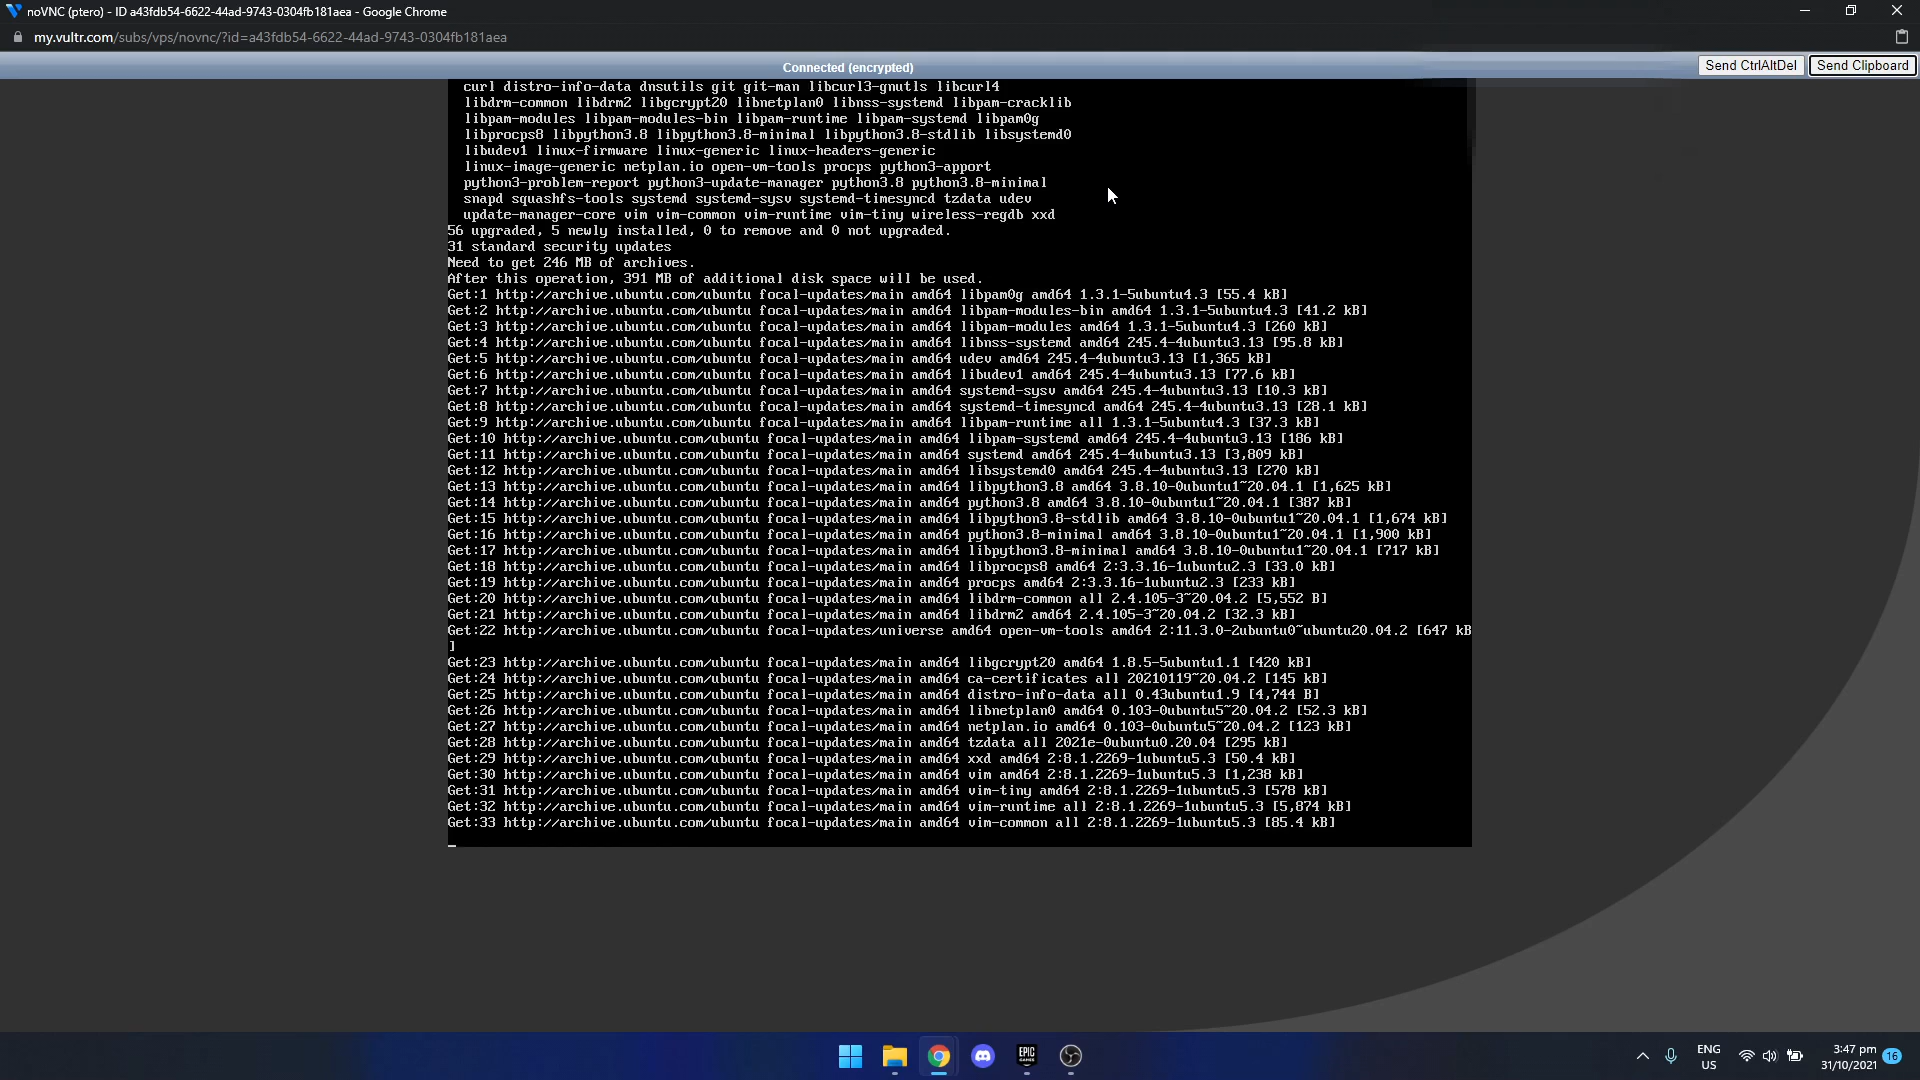 noVNC (ptero) - ID a43fdb54-6622-44ad-9743-0304fb181aea - Google Chrome
my.vultr.com/subs/vps/novnc/?id=a43fdb54-6622-44ad-9743-0304fb181aea
Connected (encrypted)
Send CtrlAltDel
Send Clipboard
curl distro-info-data dnsutils git git-man libcurl3-gnutls libcurl4
libdrm-common libdrm2 libgcrypt20 libnetplan0 libnss-systemd libpam-cracklib
libpam-modules libpam-modules-bin libpam-runtime libpam-systemd libpam0g
libprocps8 libpython3.8 libpython3.8-minimal libpython3.8-stdlib libsystemd0
libudev1 linux-firmware linux-generic linux-headers-generic
linux-image-generic netplan.io open-vm-tools procps python3-apport
python3-problem-report python3-update-manager python3.8 python3.8-minimal
snapd squashfs-tools systemd systemd-sysv systemd-timesyncd tzdata udev
update-manager-core vim vim-common vim-runtime vim-tiny wireless-regdb xxd
56 upgraded, 5 newly installed, 0 to remove and 0 not upgraded.
31 standard security updates
Need to get 246 MB of archives.
After this operation, 391 MB of additional disk space will be used.
Get:1 http://archive.ubuntu.com/ubuntu focal-updates/main amd64 libpam0g amd64 1.3.1-5ubuntu4.3 [55.4 kB]
Get:2 http://archive.ubuntu.com/ubuntu focal-updates/main amd64 libpam-modules-bin amd64 1.3.1-5ubuntu4.3 [41.2 kB]
Get:3 http://archive.ubuntu.com/ubuntu focal-updates/main amd64 libpam-modules amd64 1.3.1-5ubuntu4.3 [260 kB]
Get:4 http://archive.ubuntu.com/ubuntu focal-updates/main amd64 libnss-systemd amd64 245.4-4ubuntu3.13 [95.8 kB]
Get:5 http://archive.ubuntu.com/ubuntu focal-updates/main amd64 udev amd64 245.4-4ubuntu3.13 [1,365 kB]
Get:6 http://archive.ubuntu.com/ubuntu focal-updates/main amd64 libudev1 amd64 245.4-4ubuntu3.13 [77.6 kB]
Get:7 http://archive.ubuntu.com/ubuntu focal-updates/main amd64 systemd-sysv amd64 245.4-4ubuntu3.13 [10.3 kB]
Get:8 http://archive.ubuntu.com/ubuntu focal-updates/main amd64 systemd-timesyncd amd64 245.4-4ubuntu3.13 [28.1 kB]
Get:9 http://archive.ubuntu.com/ubuntu focal-updates/main amd64 libpam-runtime all 1.3.1-5ubuntu4.3 [37.3 kB]
Get:10 http://archive.ubuntu.com/ubuntu focal-updates/main amd64 libpam-systemd amd64 245.4-4ubuntu3.13 [186 kB]
Get:11 http://archive.ubuntu.com/ubuntu focal-updates/main amd64 systemd amd64 245.4-4ubuntu3.13 [3,809 kB]
Get:12 http://archive.ubuntu.com/ubuntu focal-updates/main amd64 libsystemd0 amd64 245.4-4ubuntu3.13 [270 kB]
Get:13 http://archive.ubuntu.com/ubuntu focal-updates/main amd64 libpython3.8 amd64 3.8.10-0ubuntu1~20.04.1 [1,625 kB]
Get:14 http://archive.ubuntu.com/ubuntu focal-updates/main amd64 python3.8 amd64 3.8.10-0ubuntu1~20.04.1 [387 kB]
Get:15 http://archive.ubuntu.com/ubuntu focal-updates/main amd64 libpython3.8-stdlib amd64 3.8.10-0ubuntu1~20.04.1 [1,674 kB]
Get:16 http://archive.ubuntu.com/ubuntu focal-updates/main amd64 python3.8-minimal amd64 3.8.10-0ubuntu1~20.04.1 [1,900 kB]
Get:17 http://archive.ubuntu.com/ubuntu focal-updates/main amd64 libpython3.8-minimal amd64 3.8.10-0ubuntu1~20.04.1 [717 kB]
Get:18 http://archive.ubuntu.com/ubuntu focal-updates/main amd64 libprocps8 amd64 2:3.3.16-1ubuntu2.3 [33.0 kB]
Get:19 http://archive.ubuntu.com/ubuntu focal-updates/main amd64 procps amd64 2:3.3.16-1ubuntu2.3 [233 kB]
Get:20 http://archive.ubuntu.com/ubuntu focal-updates/main amd64 libdrm-common all 2.4.105-3~20.04.2 [5,552 B]
Get:21 http://archive.ubuntu.com/ubuntu focal-updates/main amd64 libdrm2 amd64 2.4.105-3~20.04.2 [32.3 kB]
Get:22 http://archive.ubuntu.com/ubuntu focal-updates/universe amd64 open-vm-tools amd64 2:11.3.0-2ubuntu0~ubuntu20.04.2 [647 kB
]
Get:23 http://archive.ubuntu.com/ubuntu focal-updates/main amd64 libgcrypt20 amd64 1.8.5-5ubuntu1.1 [420 kB]
Get:24 http://archive.ubuntu.com/ubuntu focal-updates/main amd64 ca-certificates all 20210119~20.04.2 [145 kB]
Get:25 http://archive.ubuntu.com/ubuntu focal-updates/main amd64 distro-info-data all 0.43ubuntu1.9 [4,744 B]
Get:26 http://archive.ubuntu.com/ubuntu focal-updates/main amd64 libnetplan0 amd64 0.103-0ubuntu5~20.04.2 [52.3 kB]
Get:27 http://archive.ubuntu.com/ubuntu focal-updates/main amd64 netplan.io amd64 0.103-0ubuntu5~20.04.2 [123 kB]
Get:28 http://archive.ubuntu.com/ubuntu focal-updates/main amd64 tzdata all 2021e-0ubuntu0.20.04 [295 kB]
Get:29 http://archive.ubuntu.com/ubuntu focal-updates/main amd64 xxd amd64 2:8.1.2269-1ubuntu5.3 [50.4 kB]
Get:30 http://archive.ubuntu.com/ubuntu focal-updates/main amd64 vim amd64 2:8.1.2269-1ubuntu5.3 [1,238 kB]
Get:31 http://archive.ubuntu.com/ubuntu focal-updates/main amd64 vim-tiny amd64 2:8.1.2269-1ubuntu5.3 [578 kB]
Get:32 http://archive.ubuntu.com/ubuntu focal-updates/main amd64 vim-runtime all 2:8.1.2269-1ubuntu5.3 [5,874 kB]
Get:33 http://archive.ubuntu.com/ubuntu focal-updates/main amd64 vim-common all 2:8.1.2269-1ubuntu5.3 [85.4 kB]
EPIC
GAMES
ENG
US
3:47 pm
31/10/2021
16